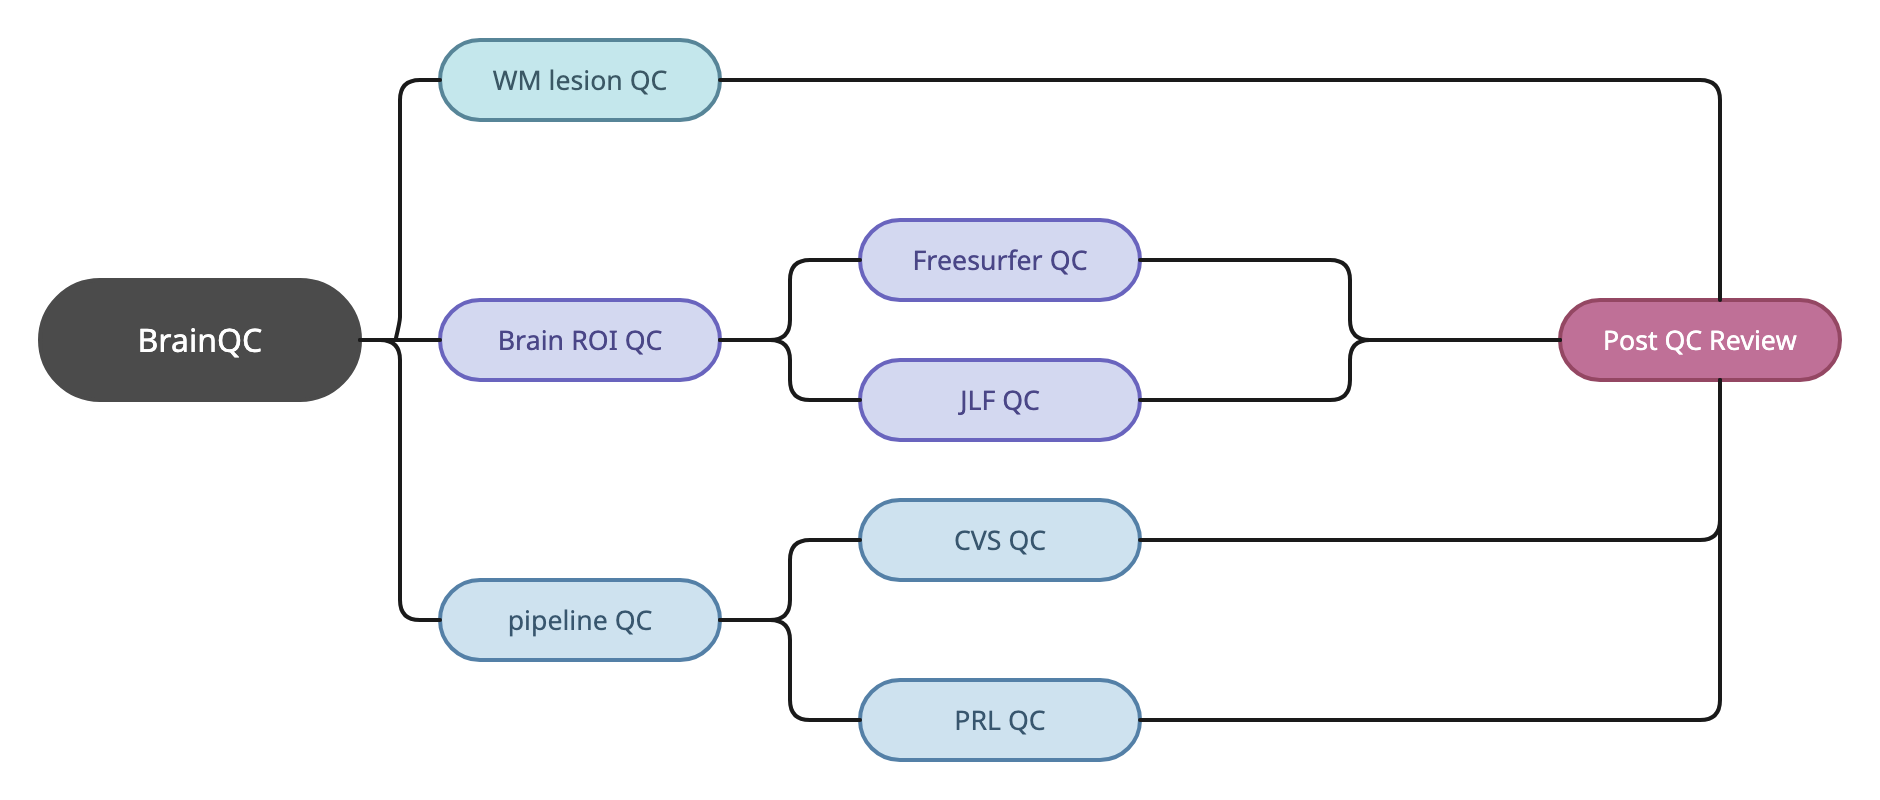 BrainQC
WM lesion QC
Brain ROI QC
Freesurfer QC
JLF QC
pipeline QC
CVS QC
PRL QC
Post QC Review